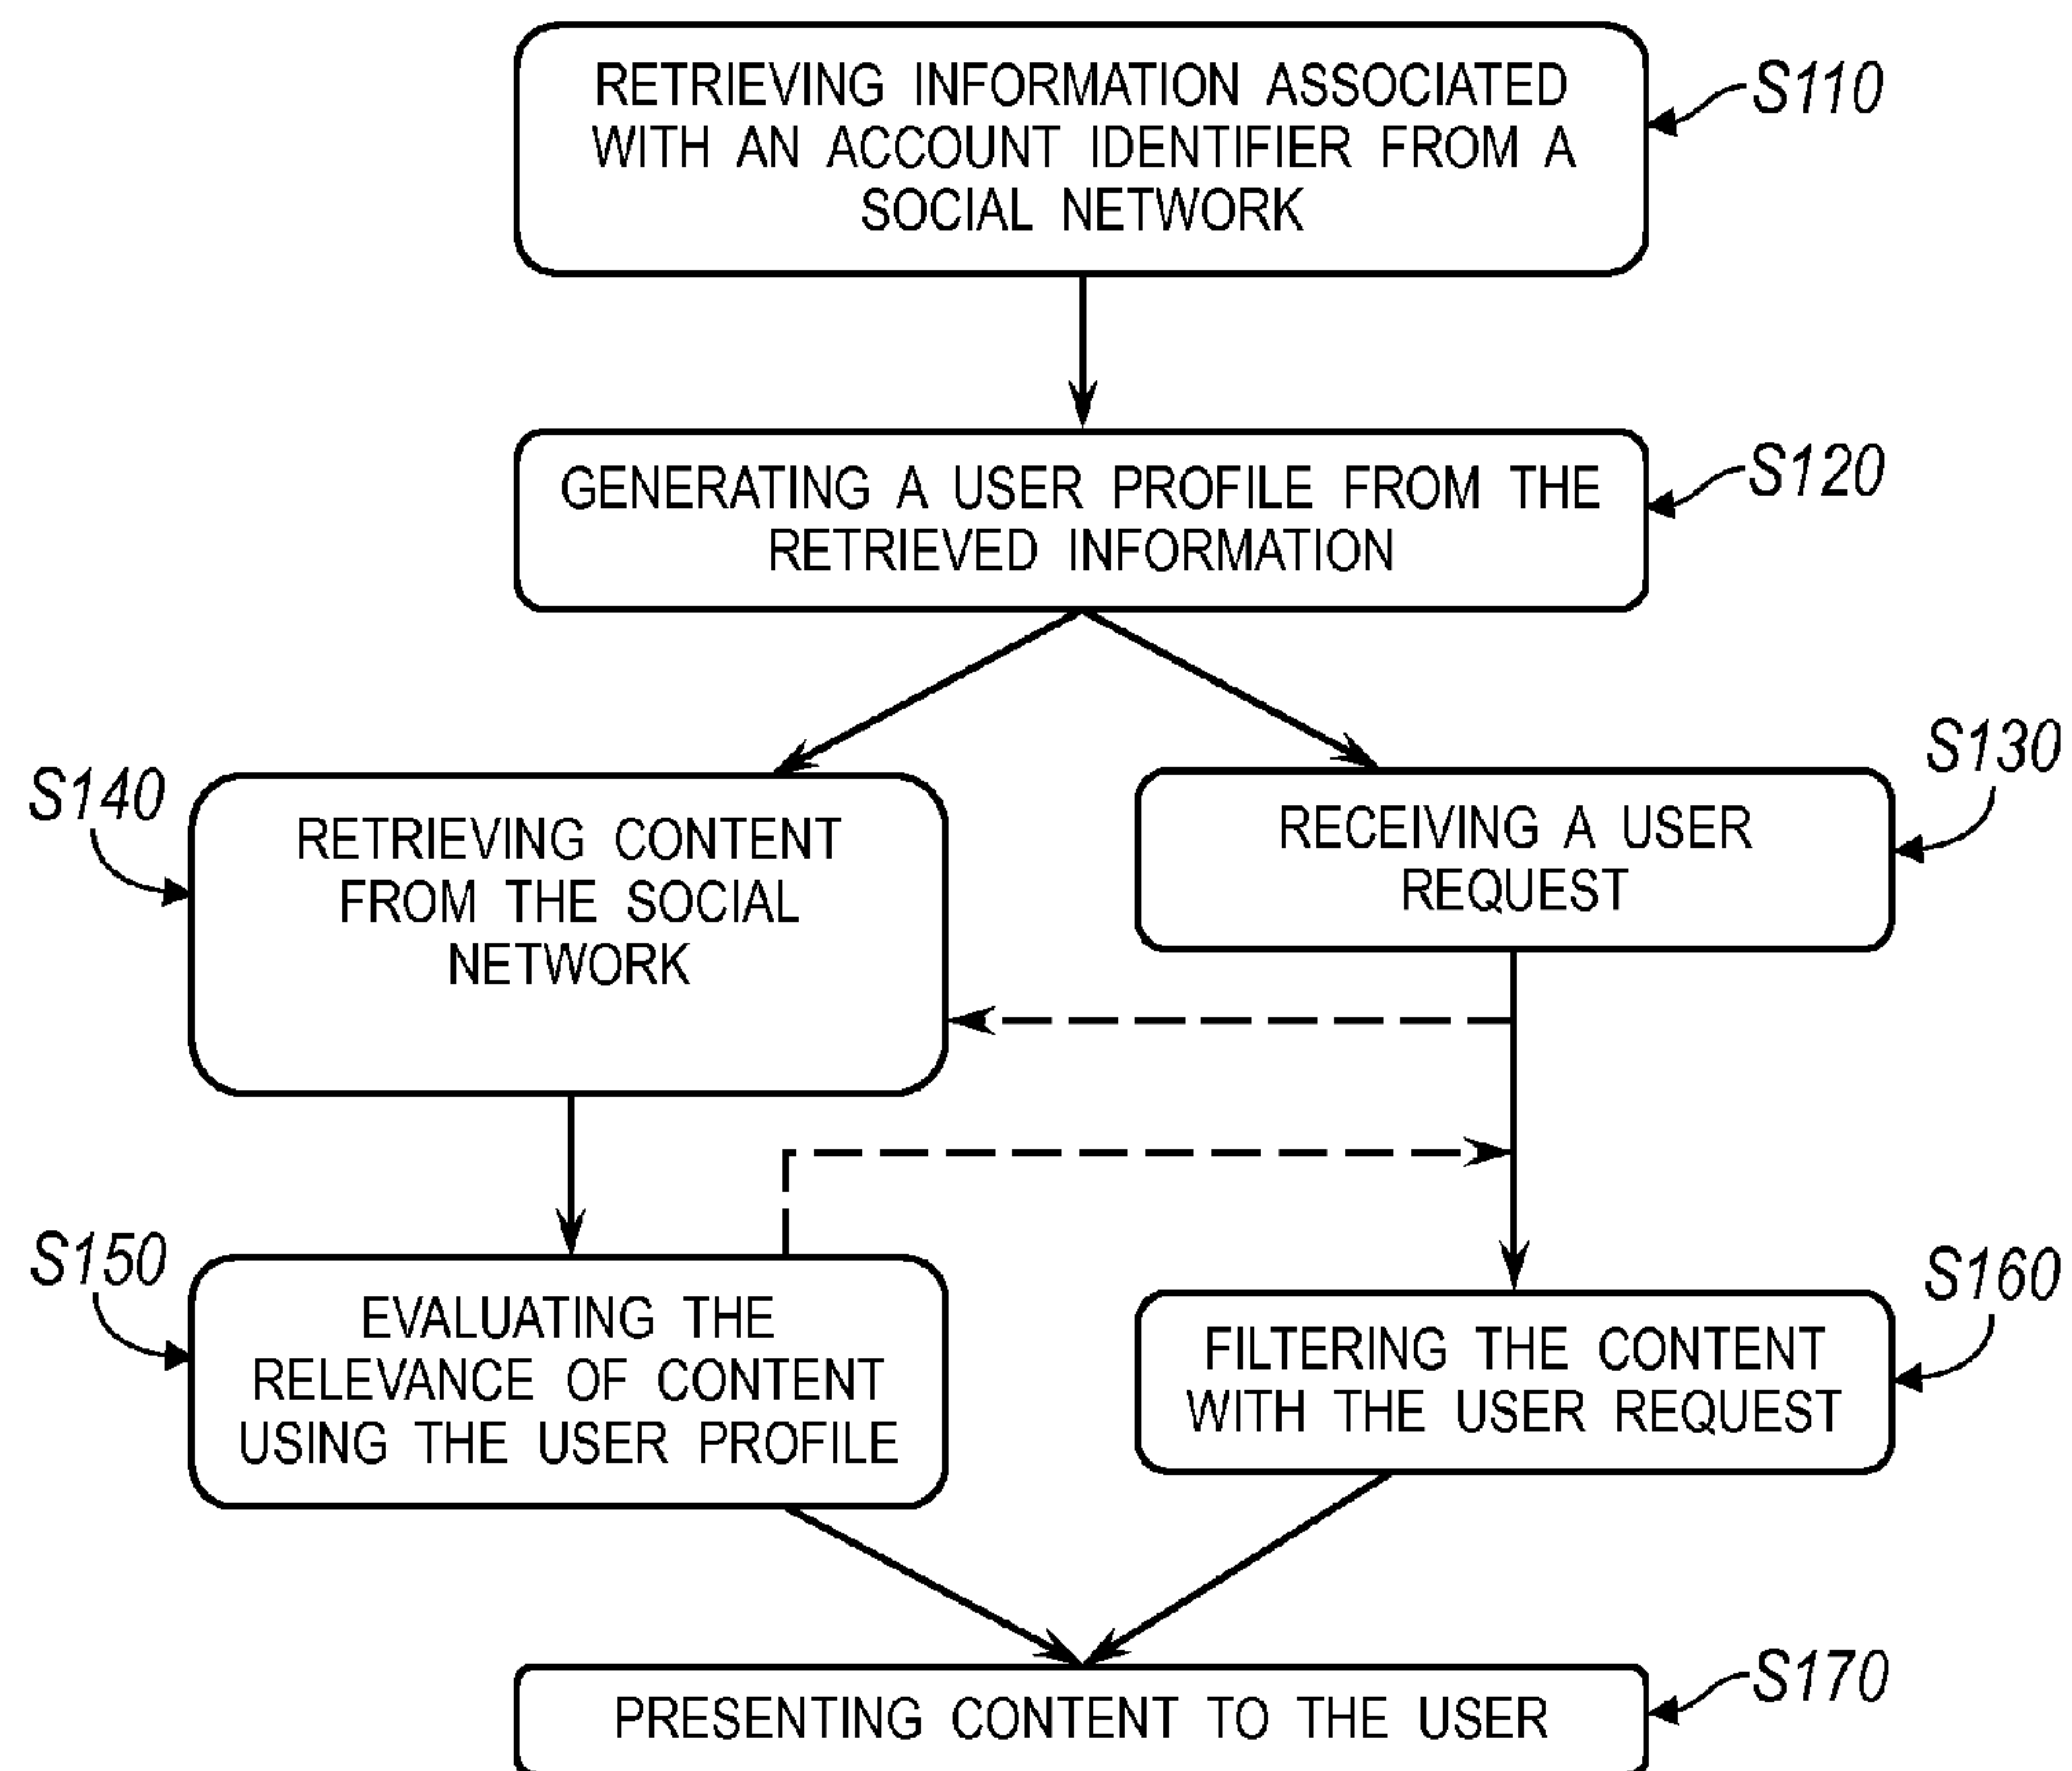 RETRIEVING INFORMATION ASSOCIATED
WITH AN ACCOUNT IDENTIFIER FROM A
SOCIAL NETWORK
S110
GENERATING A USER PROFILE FROM THE
RETRIEVED INFORMATION
S120
S140
RETRIEVING CONTENT
FROM THE SOCIAL
NETWORK
RECEIVING A USER
REQUEST
S130
S150
EVALUATING THE
RELEVANCE OF CONTENT
USING THE USER PROFILE
FILTERING THE CONTENT
WITH THE USER REQUEST
S160
PRESENTING CONTENT TO THE USER
S170